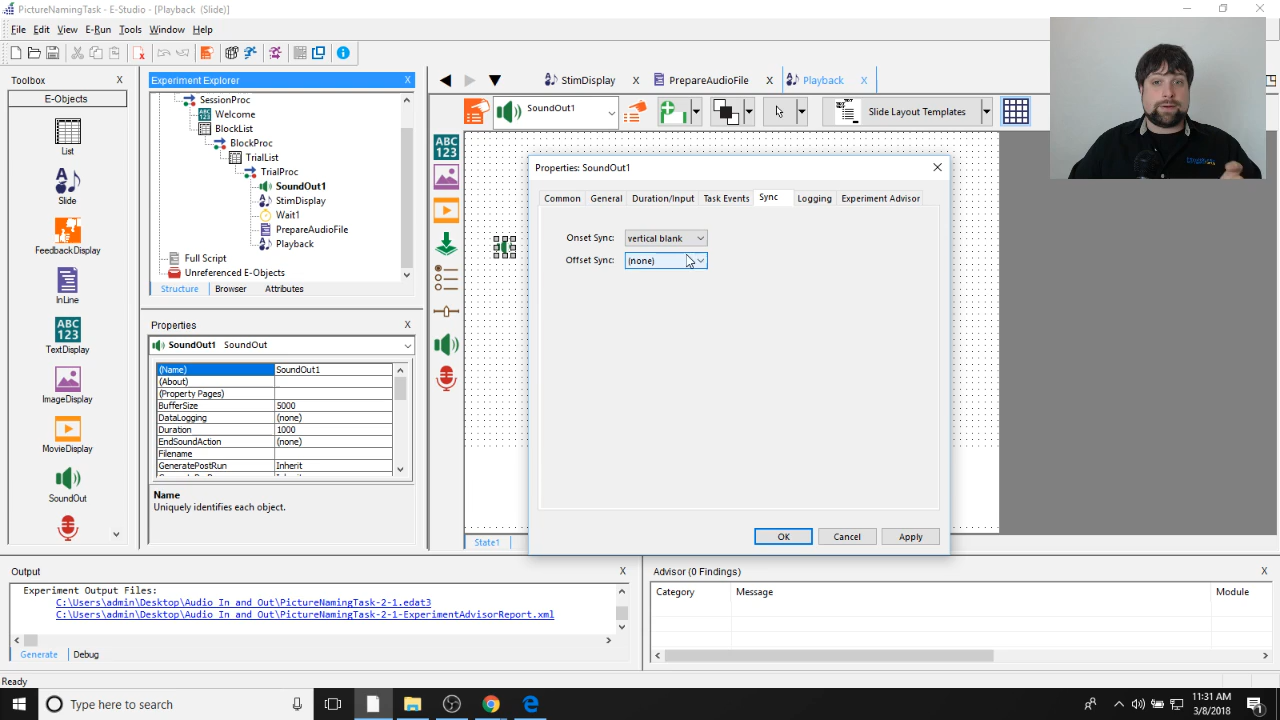 PictureNamingTask - E-Studio - [Playback (Slide)]
File Edit View E-Run Tools Window Help
Toolbox X
E-Objects
List
Slide
FeedbackDisplay
InLine
ABC
123
TextDisplay
ImageDisplay
MovieDisplay
SoundOut
Experiment Explorer X
SessionProc
Welcome
BlockList
BlockProc
TrialList
TrialProc
SoundOut1
StimDisplay
Wait1
PrepareAudioFile
Playback
Full Script
Unreferenced E-Objects
Structure Browser Attributes
Properties X
SoundOut1 SoundOut
(Name) SoundOut1
(About)
(Property Pages)
BufferSize 5000
DataLogging (none)
Duration 1000
EndSoundAction (none)
Filename
GeneratePostRun Inherit
Name
Uniquely identifies each object.
StimDisplay X PrepareAudioFile X Playback X
SoundOut1 Slide Layout Templates
ABC
123
Properties: SoundOut1
Common General Duration/Input Task Events Sync Logging Experiment Advisor
Onset Sync: vertical blank
Offset Sync: (none)
OK Cancel Apply
State1
Output X
Experiment Output Files:
C:\Users\admin\Desktop\Audio In and Out\PictureNamingTask-2-1.edat3
C:\Users\admin\Desktop\Audio In and Out\PictureNamingTask-2-1-ExperimentAdvisorReport.xml
Generate Debug
Advisor (0 Findings) X
Category Message Module
Ready
Type here to search
11:31 AM
3/8/2018